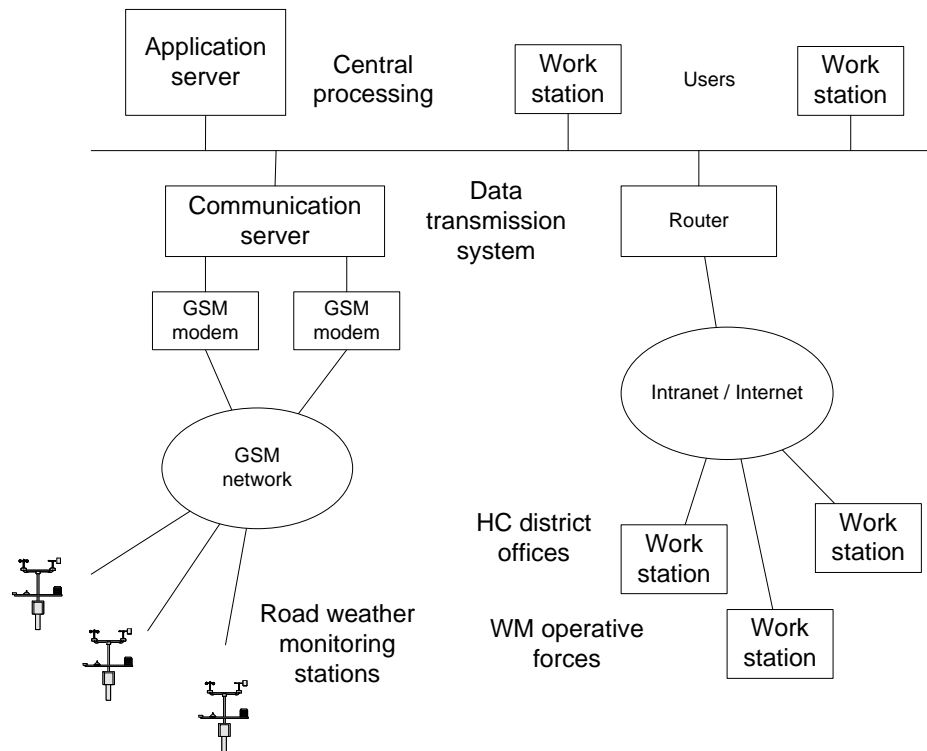 Application
server
Central
processing
Work
station
Users
Work
station
Communication
server
Data
transmission
system
Router
GSM
modem
GSM
modem
Intranet / Internet
GSM
network
HC district
offices
Work
station
Work
station
Road weather
monitoring
stations
WM operative
forces
Work
station